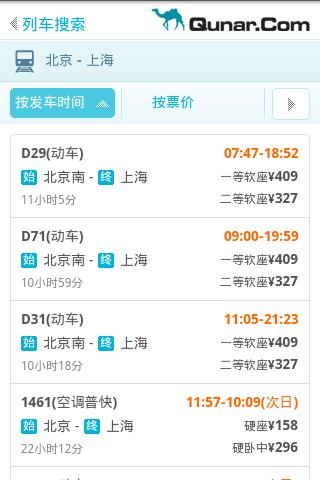 列车搜索
Qunar.Com
北京 - 上海
按发车时间 按票价
D29(动车) 07:47-18:52
始 北京南 - 终 上海 一等软座¥409
11小时5分 二等软座¥327
D71(动车) 09:00-19:59
始 北京南 - 终 上海 一等软座¥409
10小时59分 二等软座¥327
D31(动车) 11:05-21:23
始 北京南 - 终 上海 一等软座¥409
10小时18分 二等软座¥327
1461(空调普快) 11:57-10:09(次日)
始 北京 - 终 上海 硬座¥158
22小时12分 硬卧中¥296